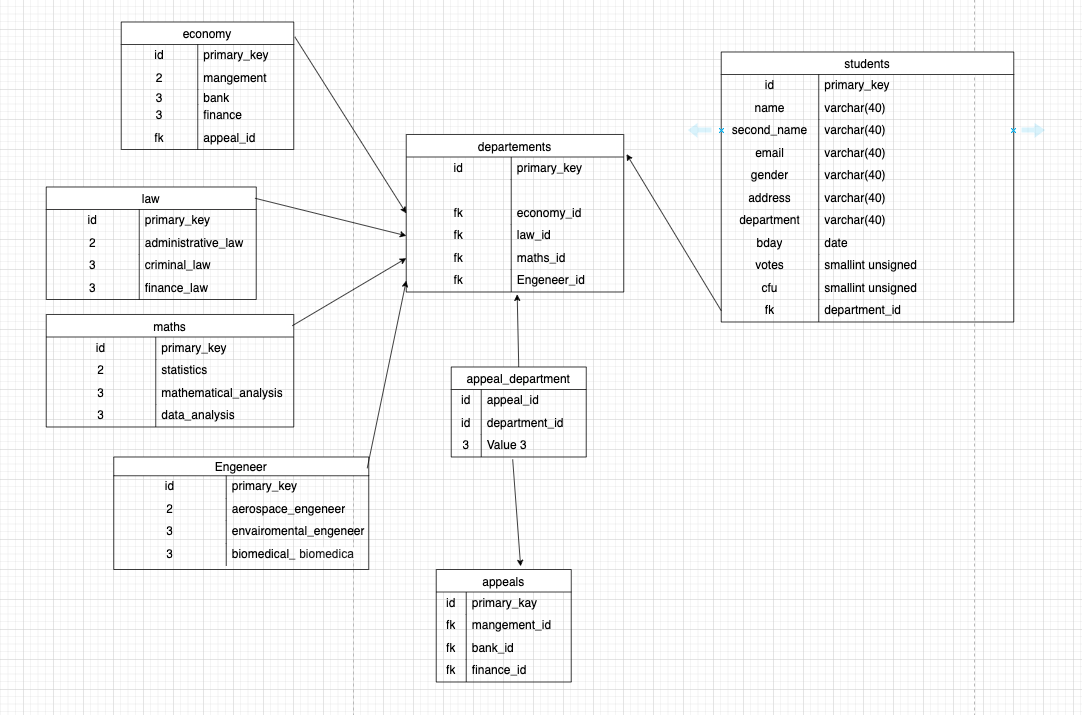 economy
id primary_key
2 mangement
3 bank
3 finance
fk appeal_id
law
id primary_key
2 administrative_law
3 criminal_law
3 finance_law
maths
id primary_key
2 statistics
3 mathematical_analysis
3 data_analysis
Engeneer
id primary_key
2 aerospace_engeneer
3 envairomental_engeneer
3 biomedical_ biomedica
departements
id primary_key
fk economy_id
fk law_id
fk maths_id
fk Engeneer_id
appeal_department
id appeal_id
id department_id
3 Value 3
appeals
id primary_kay
fk mangement_id
fk bank_id
fk finance_id
students
id primary_key
name varchar(40)
second_name varchar(40)
email varchar(40)
gender varchar(40)
address varchar(40)
department varchar(40)
bday date
votes smallint unsigned
cfu smallint unsigned
fk department_id